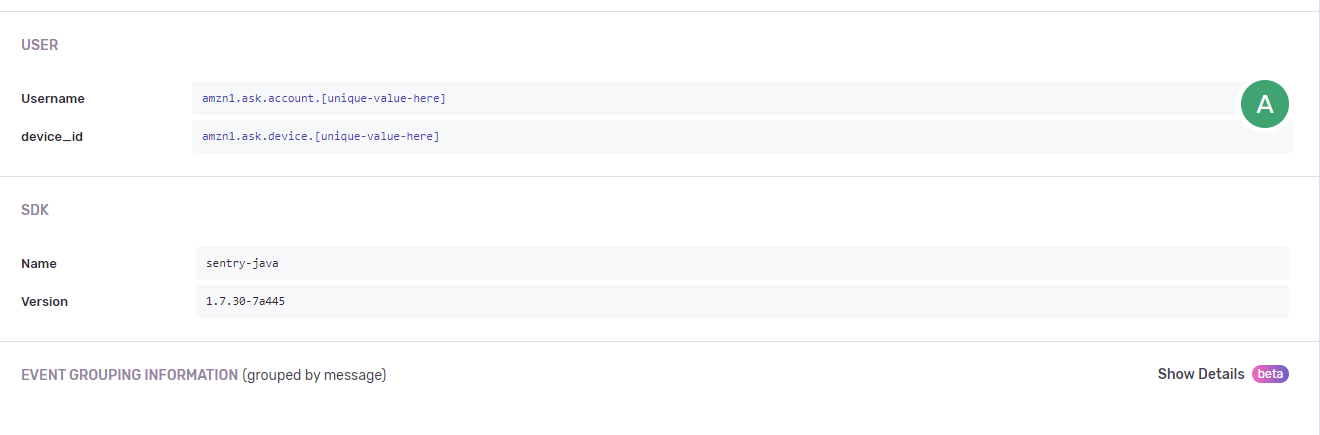 USER
Username amzn1.ask.account.[unique-value-here]
A
device_id amzn1.ask.device.[unique-value-here]
SDK
Name sentry-java
Version 1.7.30-7a445
EVENT GROUPING INFORMATION (grouped by message) Show Details beta